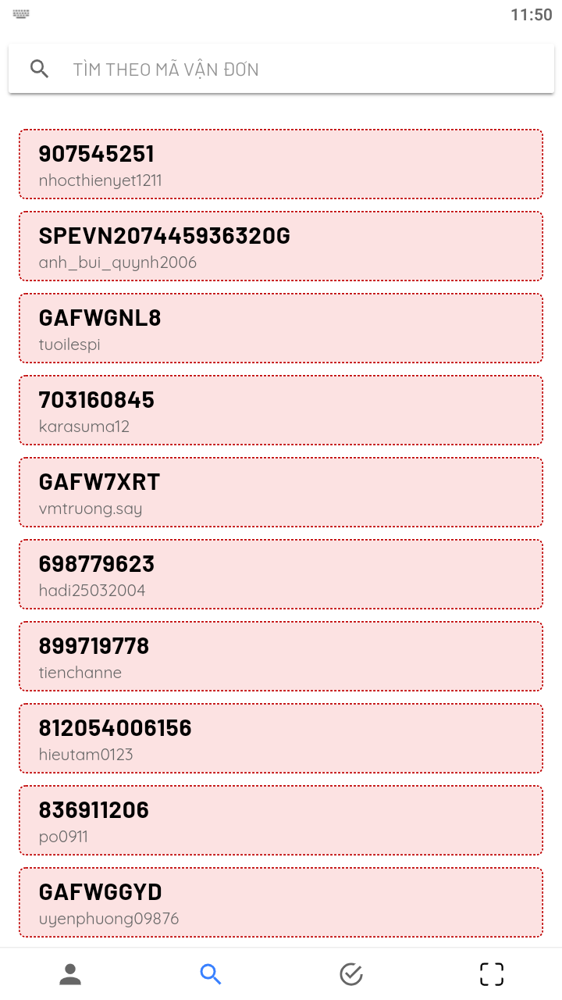 11:50
TÌM THEO MÃ VẬN ĐƠN
907545251
nhocthienyet1211
SPEVN207445936320G
anh_bui_quynh2006
GAFWGNL8
tuoilespi
703160845
karasuma12
GAFW7XRT
vmtruong.say
698779623
hadi25032004
899719778
tienchanne
812054006156
hieutam0123
836911206
po0911
GAFWGGYD
uyenphuong09876